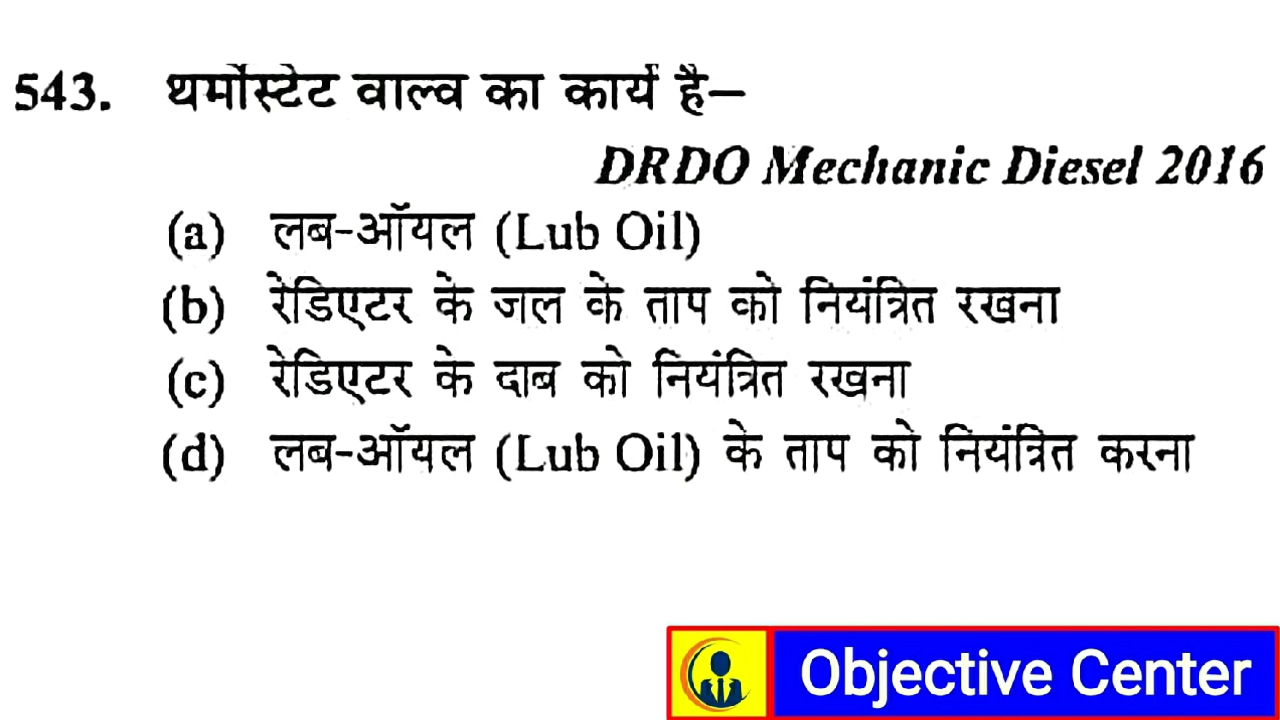 543. थर्मोस्टेट वाल्व का कार्य है–
DRDO Mechanic Diesel 2016
(a) लब-ऑयल (Lub Oil)
(b) रेडिएटर के जल के ताप को नियंत्रित रखना
(c) रेडिएटर के दाब को नियंत्रित रखना
(d) लब-ऑयल (Lub Oil) के ताप को नियंत्रित करना
Objective Center